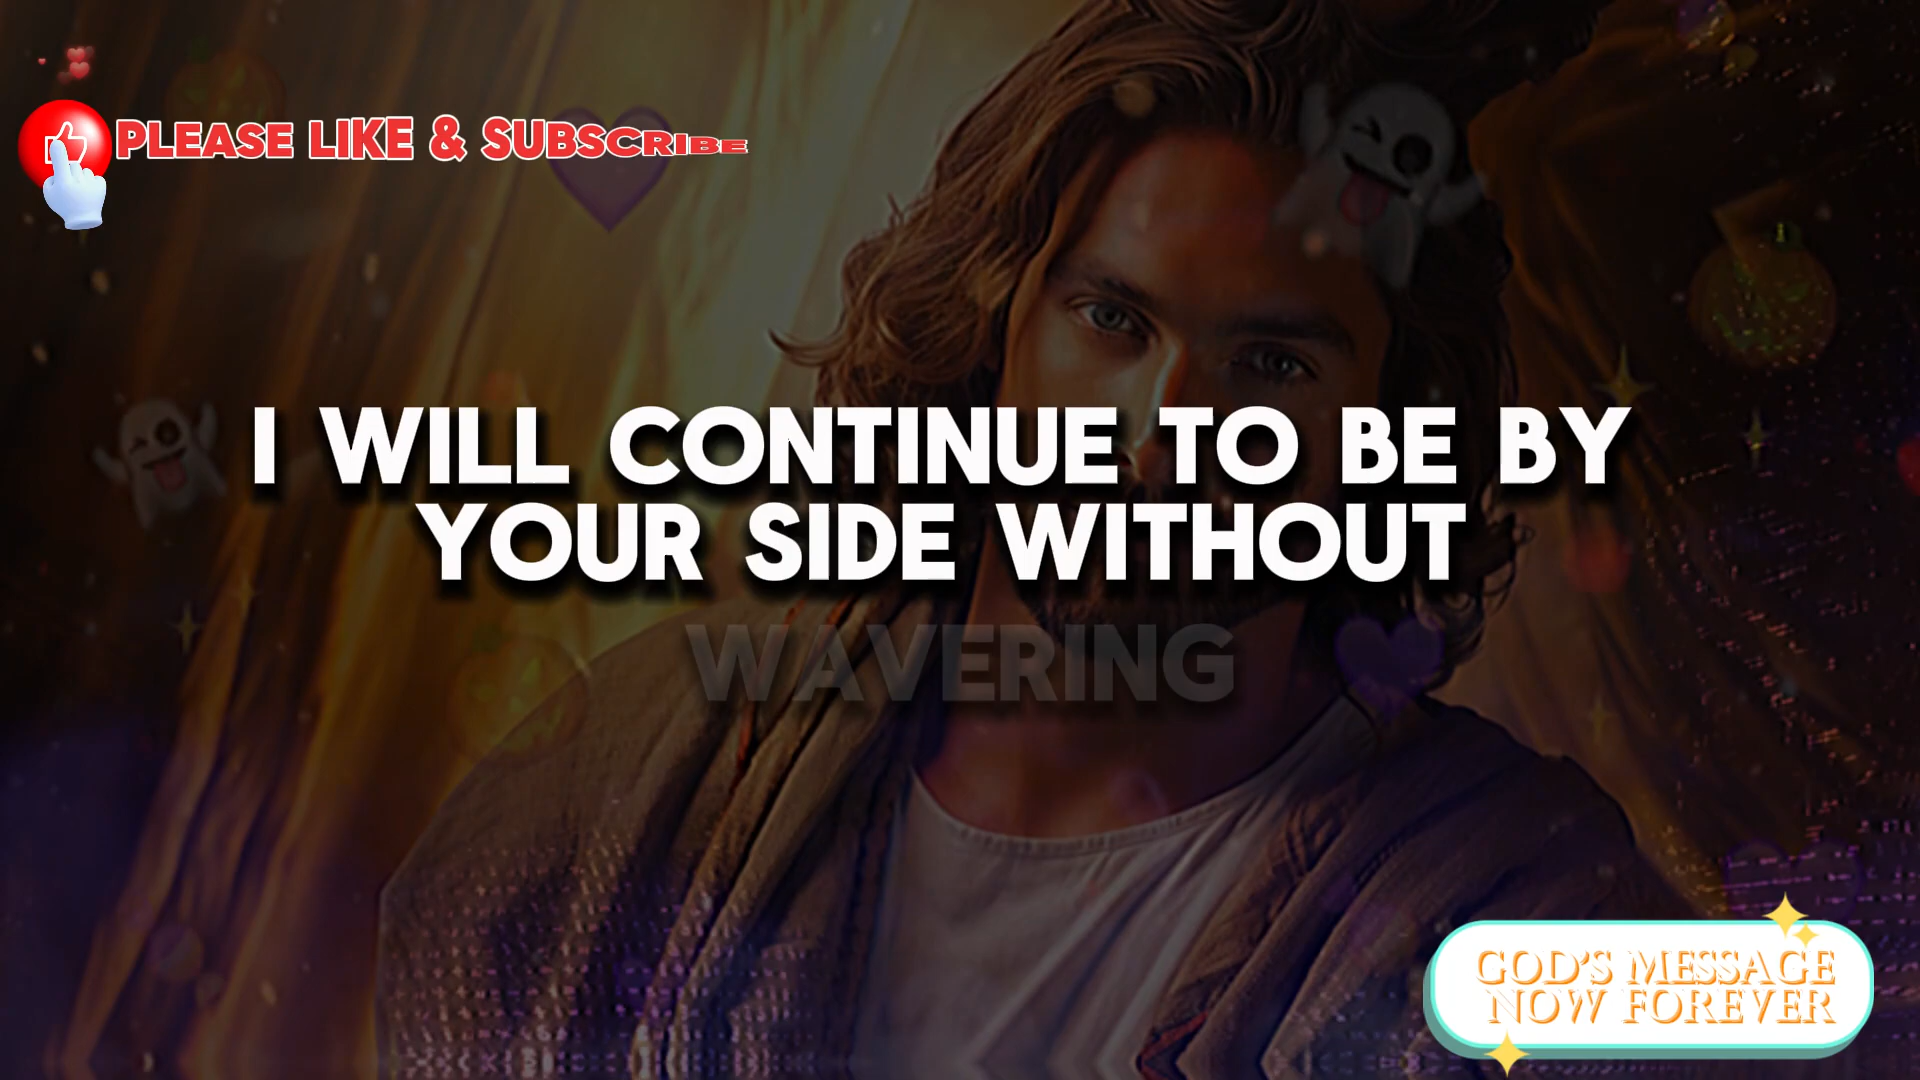 PLEASE LIKE & SUBSCRIBE
I WILL CONTINUE TO BE BY
YOUR SIDE WITHOUT
WAVERING
GOD'S MESSAGE
NOW FOREVER